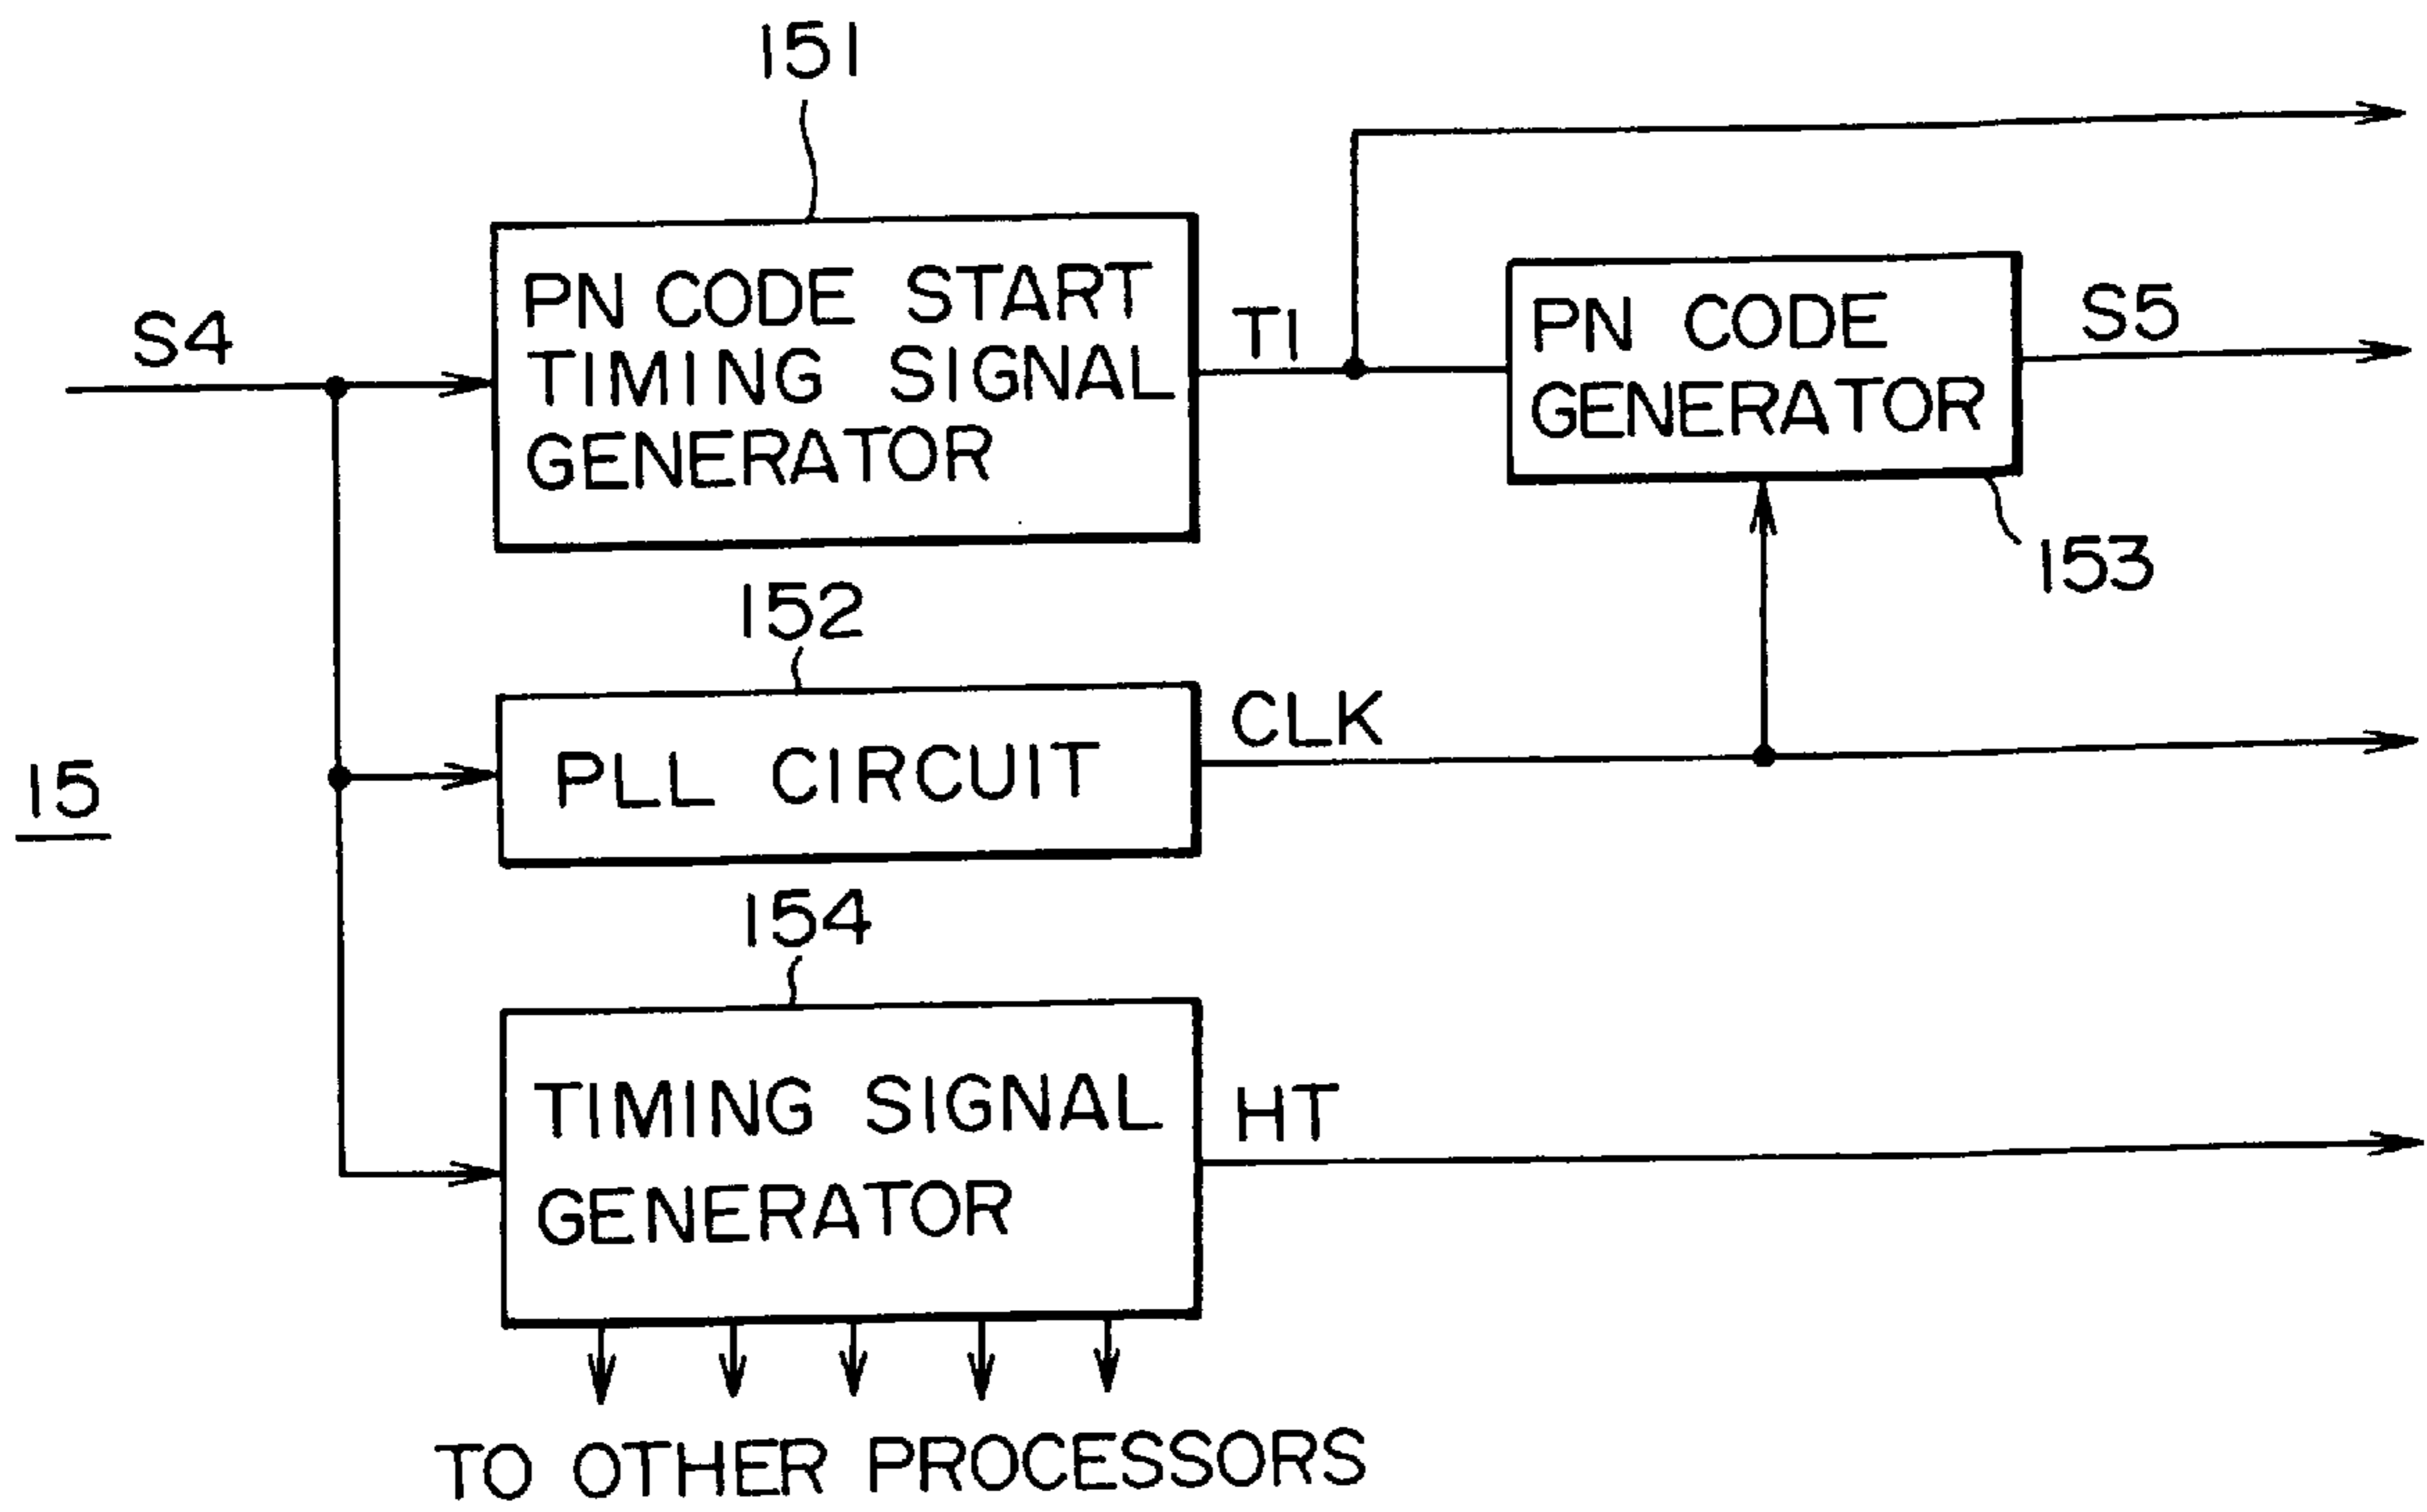 151
PN CODE START
TIMING SIGNAL
GENERATOR
S4
T1
PN CODE
GENERATOR
S5
153
152
PLL CIRCUIT
CLK
15
154
TIMING SIGNAL
GENERATOR
HT
TO OTHER PROCESSORS